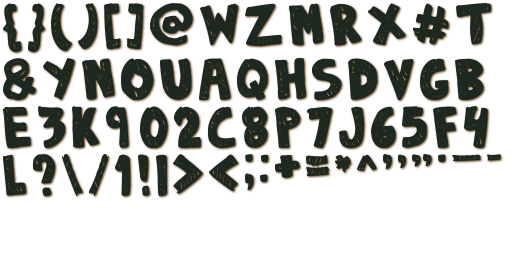 {}()[]@WZMRX#T
&YNOUAQHSDVGB
E3K902C8P7J65F4
L?\/1!|><;:+=*^',".-_